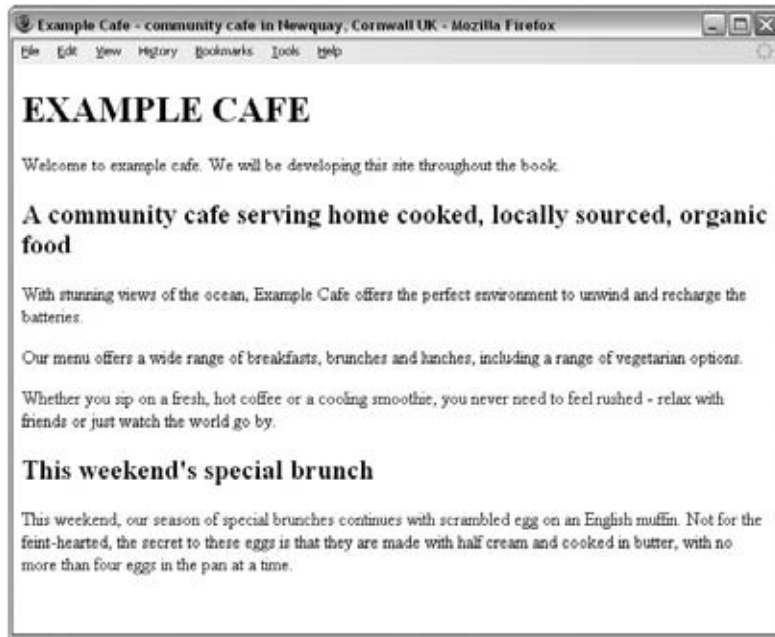 Example Cafe - community cafe in Newquay, Cornwall UK - Mozilla Firefox
File Edit View History Bookmarks Tools Help
EXAMPLE CAFE
Welcome to example cafe. We will be developing this site throughout the book.
A community cafe serving home cooked, locally sourced, organic
food
With stunning views of the ocean, Example Cafe offers the perfect environment to unwind and recharge the
batteries.
Our menu offers a wide range of breakfasts, brunches and lunches, including a range of vegetarian options.
Whether you sip on a fresh, hot coffee or a cooling smoothie, you never need to feel rushed - relax with
friends or just watch the world go by.
This weekend's special brunch
This weekend, our season of special brunches continues with scrambled egg on an English muffin. Not for the
feint-hearted, the secret to these eggs is that they are made with half cream and cooked in butter, with no
more than four eggs in the pan at a time.